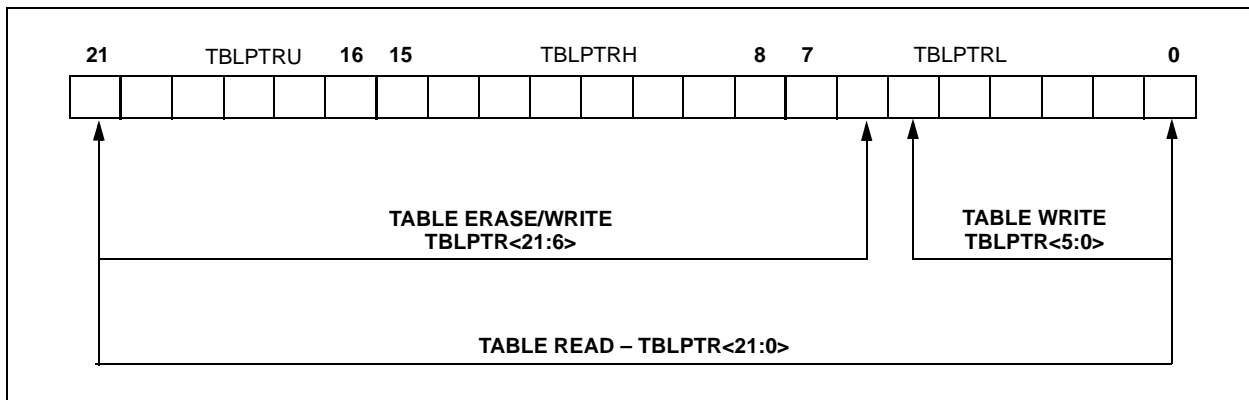 21 TBLPTRU 16 15 TBLPTRH 8 7 TBLPTRL 0
TABLE ERASE/WRITE
TBLPTR<21:6>
TABLE WRITE
TBLPTR<5:0>
TABLE READ – TBLPTR<21:0>